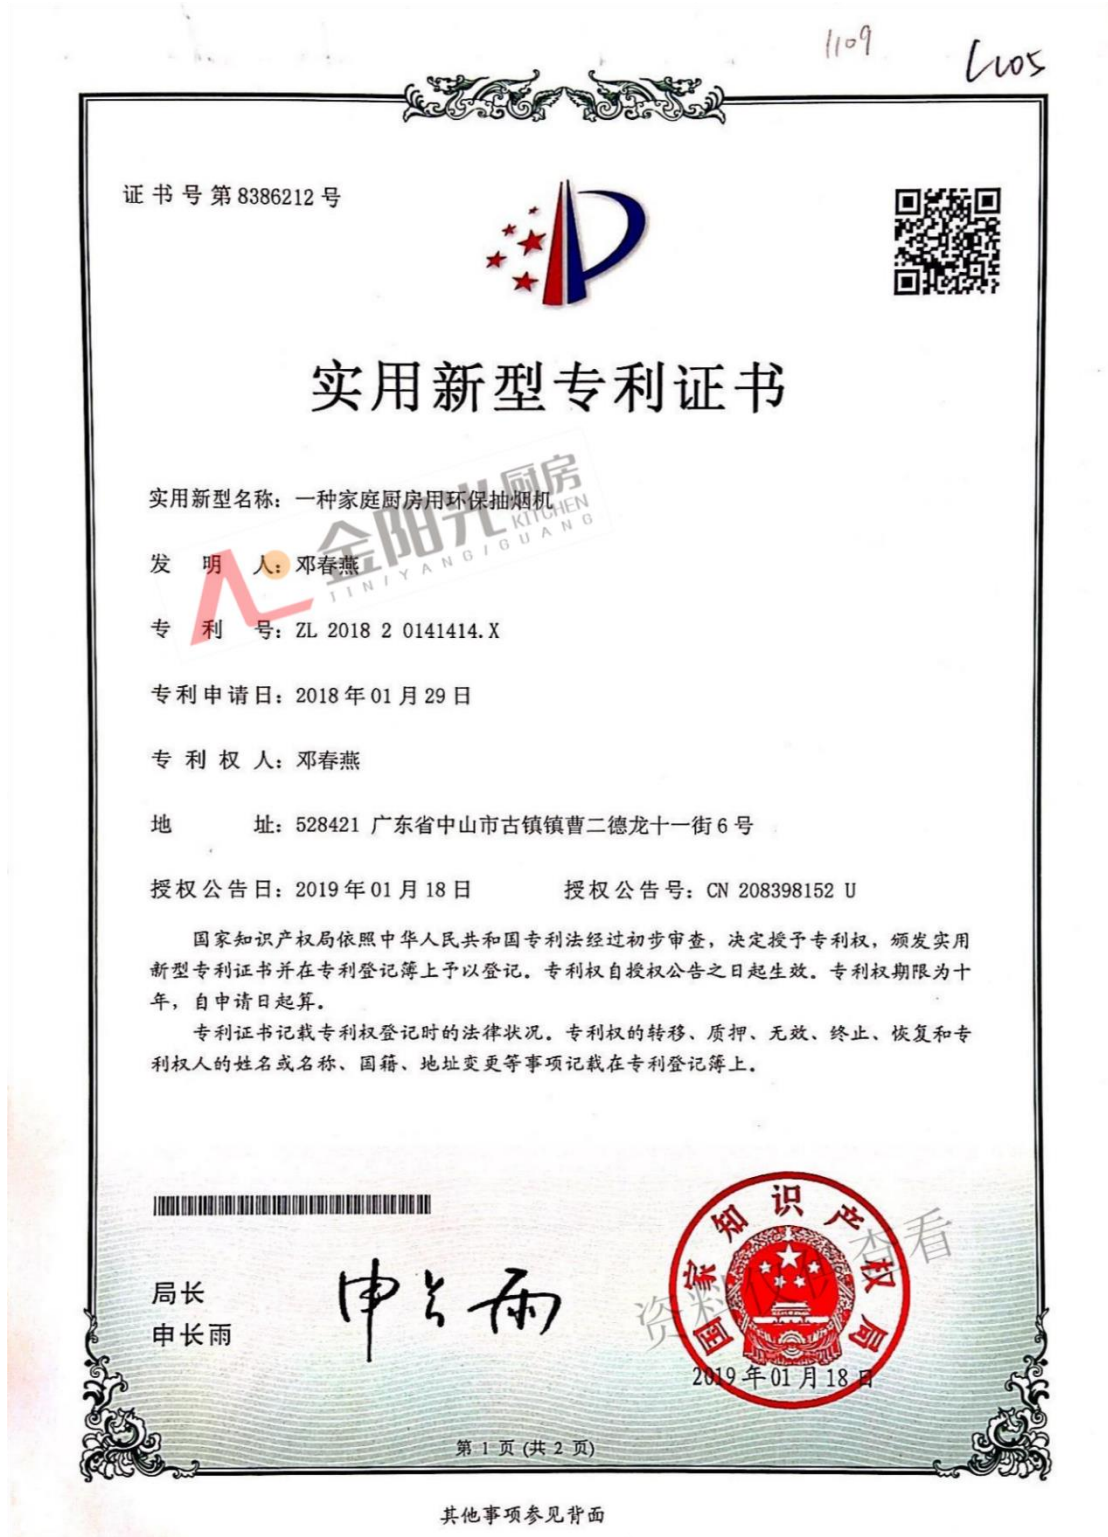 1109
L105
证书号第8386212号
实用新型专利证书
实用新型名称：一种家庭厨房用环保抽烟机
金阳光厨房
KITCHEN
JIN/YANG/GUANG
发明人：邓春燕
专利号：ZL 2018 2 0141414.X
专利申请日：2018年01月29日
专利权人：邓春燕
地址：528421 广东省中山市古镇镇曹二德龙十一街6号
授权公告日：2019年01月18日 授权公告号：CN 208398152 U
国家知识产权局依照中华人民共和国专利法经过初步审查，决定授予专利权，颁发实用
新型专利证书并在专利登记簿上予以登记。专利权自授权公告之日起生效。专利权期限为十
年，自申请日起算。
专利证书记载专利权登记时的法律状况。专利权的转移、质押、无效、终止、恢复和专
利权人的姓名或名称、国籍、地址变更等事项记载在专利登记簿上。
局长
申长雨
申长雨
国家知识产权局
资料仅供查看
2019年01月18日
第 1 页 (共 2 页)
其他事项参见背面